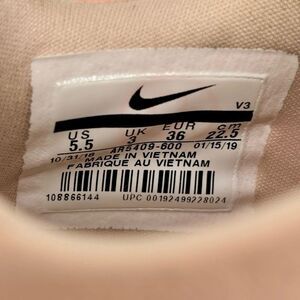 V3
US UK EUR cm
5.5 3 36 22.5
10/31/18 AR5409-600 01/15/19
MADE IN VIETNAM
FABRIQUE AU VIETNAM
108866144 UPC 00192499228024